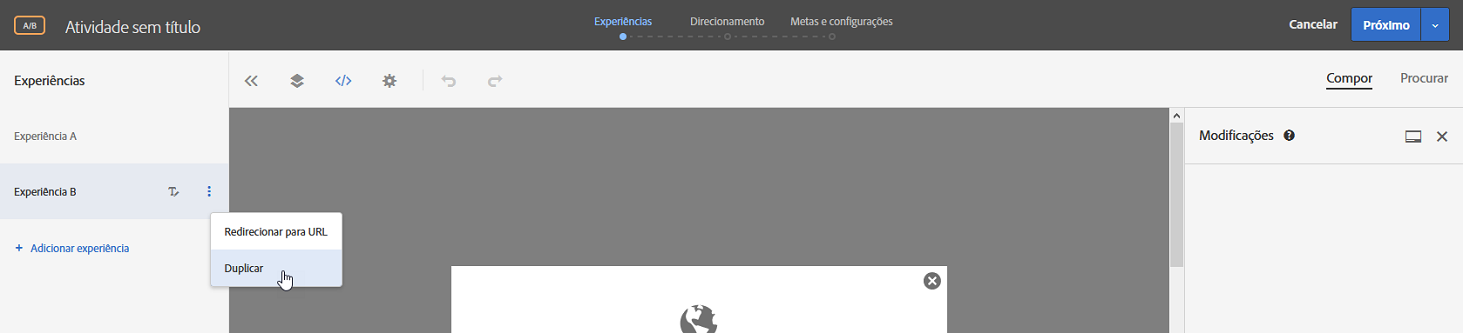 A/B
Atividade sem título
Experiências
Direcionamento
Metas e configurações
Cancelar
Próximo
Experiências
</>
Compor
Procurar
Experiência A
Modificações ?
Experiência B
Redirecionar para URL
+ Adicionar experiência
Duplicar